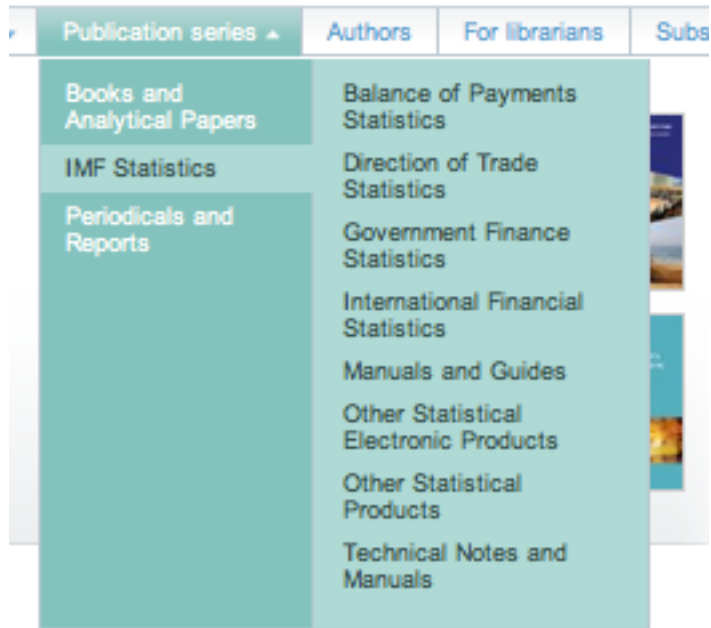 Publication series
Authors
For librarians
Subs
Books and
Analytical Papers
IMF Statistics
Periodicals and
Reports
Balance of Payments
Statistics
Direction of Trade
Statistics
Government Finance
Statistics
International Financial
Statistics
Manuals and Guides
Other Statistical
Electronic Products
Other Statistical
Products
Technical Notes and
Manuals